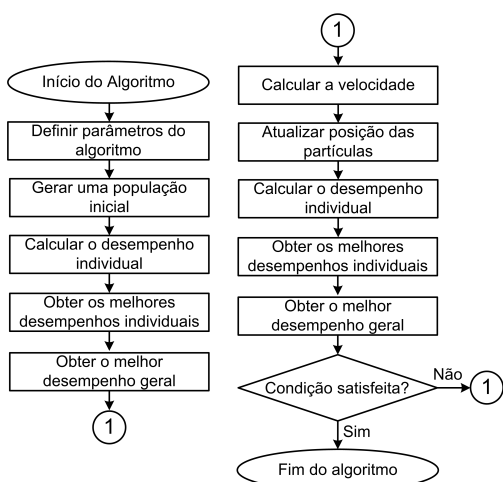 Início do Algoritmo
Definir parâmetros do
algoritmo
Gerar uma população
inicial
Calcular o desempenho
individual
Obter os melhores
desempenhos individuais
Obter o melhor
desempenho geral
1
1
Calcular a velocidade
Atualizar posição das
partículas
Calcular o desempenho
individual
Obter os melhores
desempenhos individuais
Obter o melhor
desempenho geral
Condição satisfeita?
Não
1
Sim
Fim do algoritmo